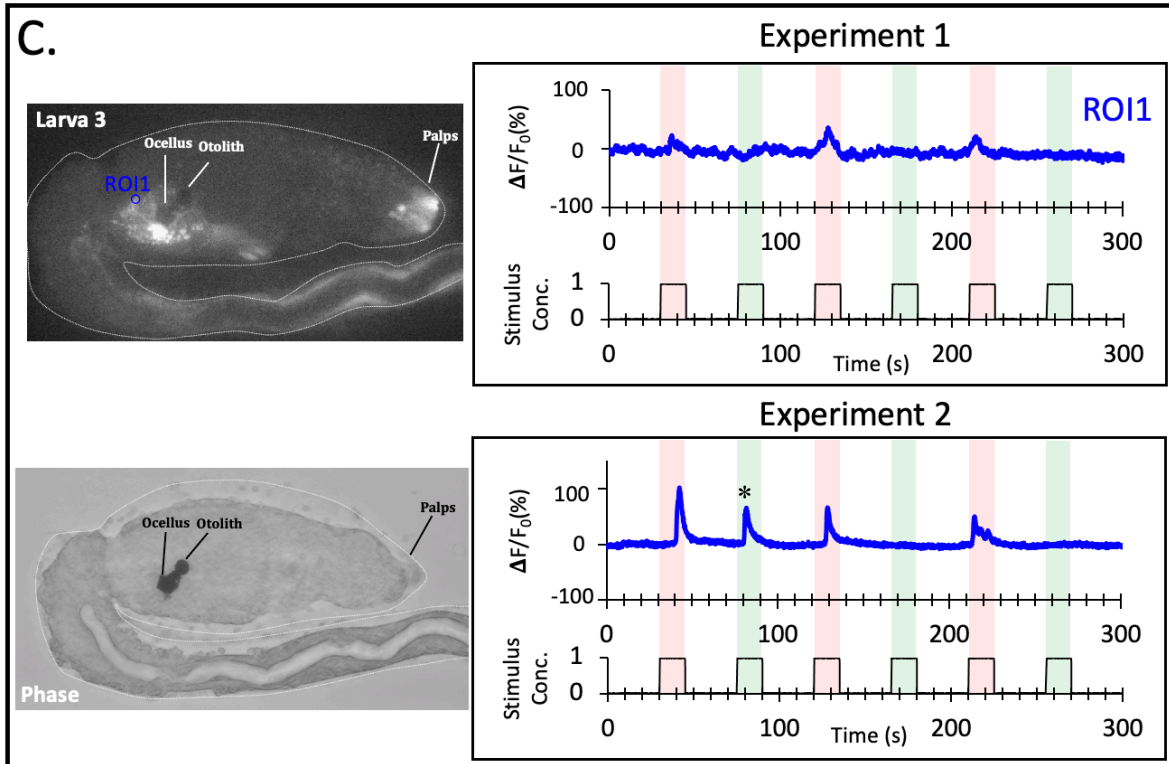 C.
Larva 3
Ocellus
Otolith
Palps
ROI1
Experiment 1
ROI1
ΔF/F0(%)
100
0
-100
0
100
200
300
Stimulus
Conc.
1
0
0
100
200
300
Time (s)
Ocellus
Otolith
Palps
Phase
Experiment 2
*
ΔF/F0(%)
100
0
-100
0
100
200
300
Stimulus
Conc.
1
0
0
100
200
300
Time (s)